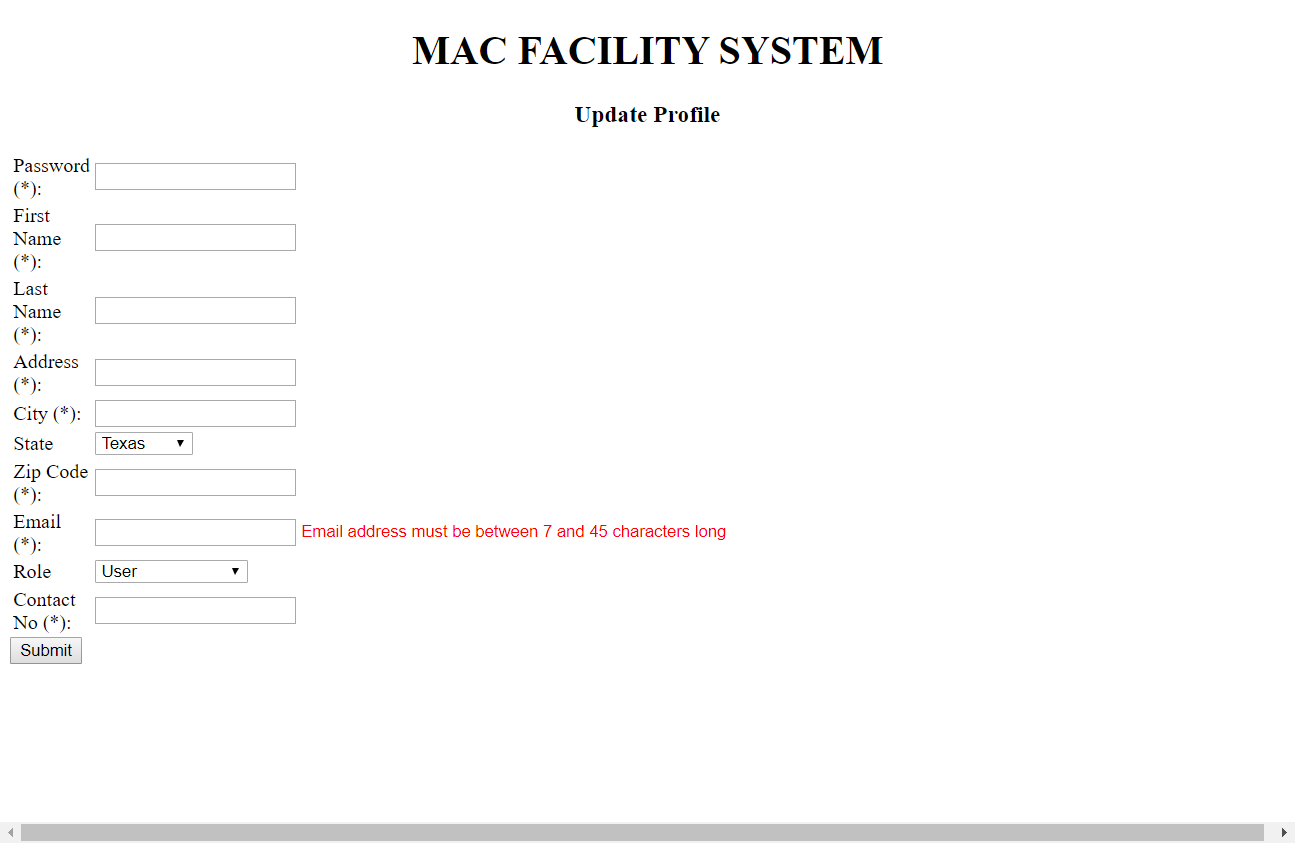 MAC FACILITY SYSTEM
Update Profile
Password
(*):
First
Name
(*):
Last
Name
(*):
Address
(*):
City (*):
State Texas
Zip Code
(*):
Email
(*):
Email address must be between 7 and 45 characters long
Role User
Contact
No (*):
Submit